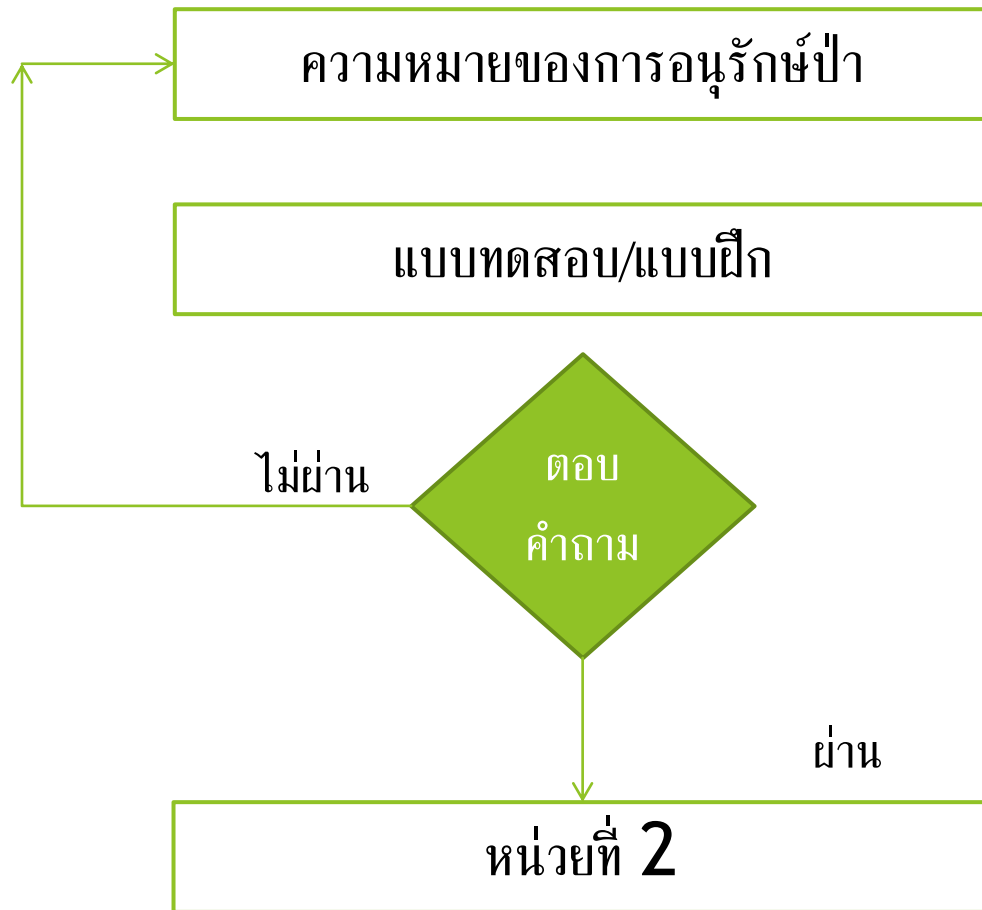 ความหมายของการอนุรักษ์ป่า
แบบทดสอบ/แบบฝึก
ไม่ผ่าน
ตอบ
คำถาม
ผ่าน
หน่วยที่ 2